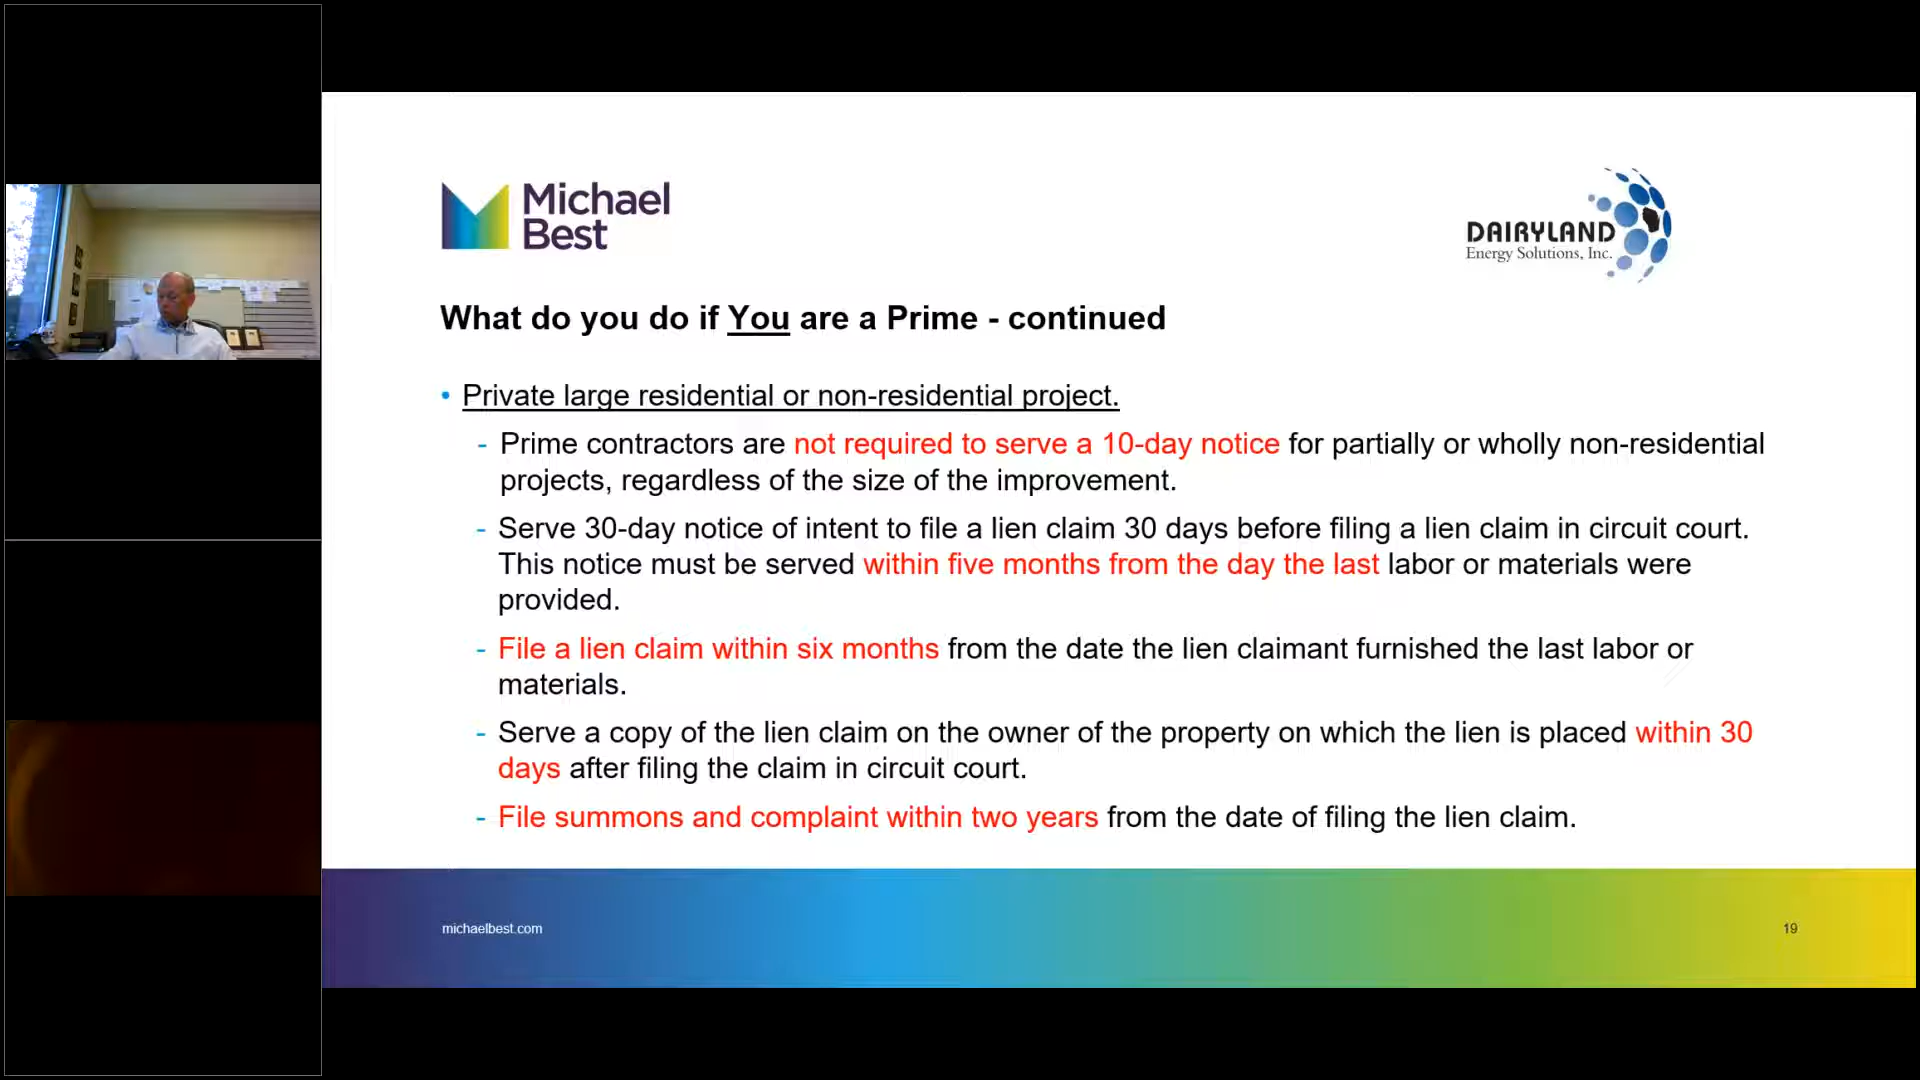 Michael
Best
DAIRYLAND
Energy Solutions, Inc.
What do you do if You are a Prime - continued
• Private large residential or non-residential project.
- Prime contractors are not required to serve a 10-day notice for partially or wholly non-residential
projects, regardless of the size of the improvement.
- Serve 30-day notice of intent to file a lien claim 30 days before filing a lien claim in circuit court.
This notice must be served within five months from the day the last labor or materials were
provided.
- File a lien claim within six months from the date the lien claimant furnished the last labor or
materials.
- Serve a copy of the lien claim on the owner of the property on which the lien is placed within 30
days after filing the claim in circuit court.
- File summons and complaint within two years from the date of filing the lien claim.
michaelbest.com
19